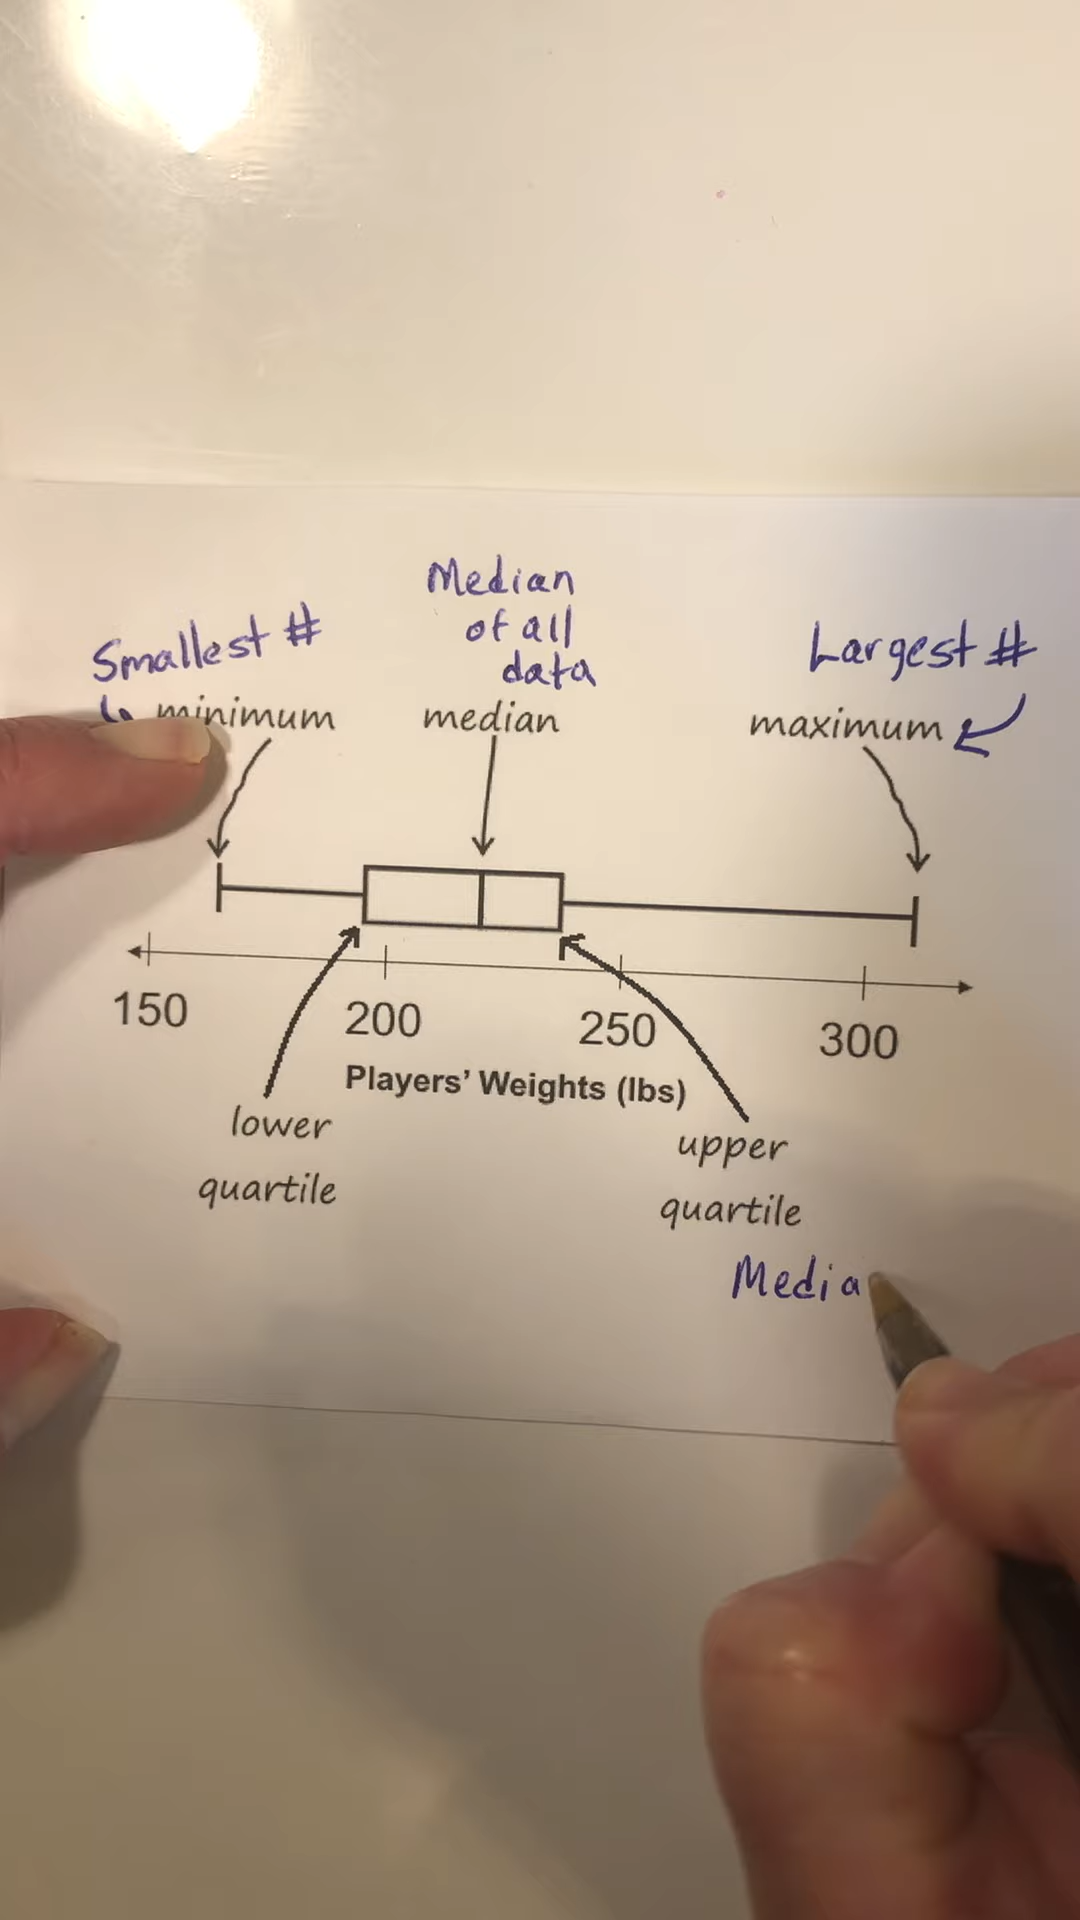 Median
of all
data
Smallest #
Largest #
minimum
median
maximum
150
200
250
300
Players' Weights (lbs)
lower
quartile
upper
quartile
Media